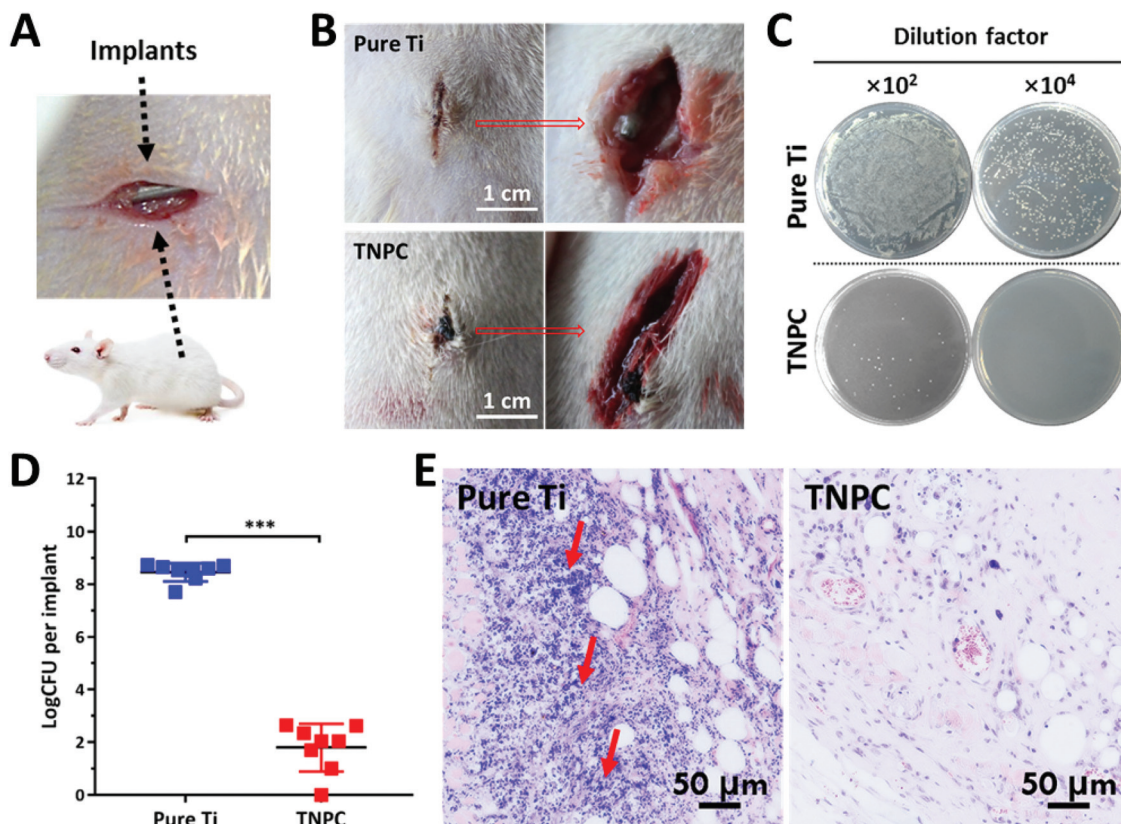 A
Implants
B
Pure Ti
1 cm
TNPC
1 cm
C
Dilution factor
×10²
×10⁴
Pure Ti
TNPC
D
LogCFU per implant
12
10
8
6
4
2
0
***
Pure Ti
TNPC
E
Pure Ti
50 µm
TNPC
50 µm